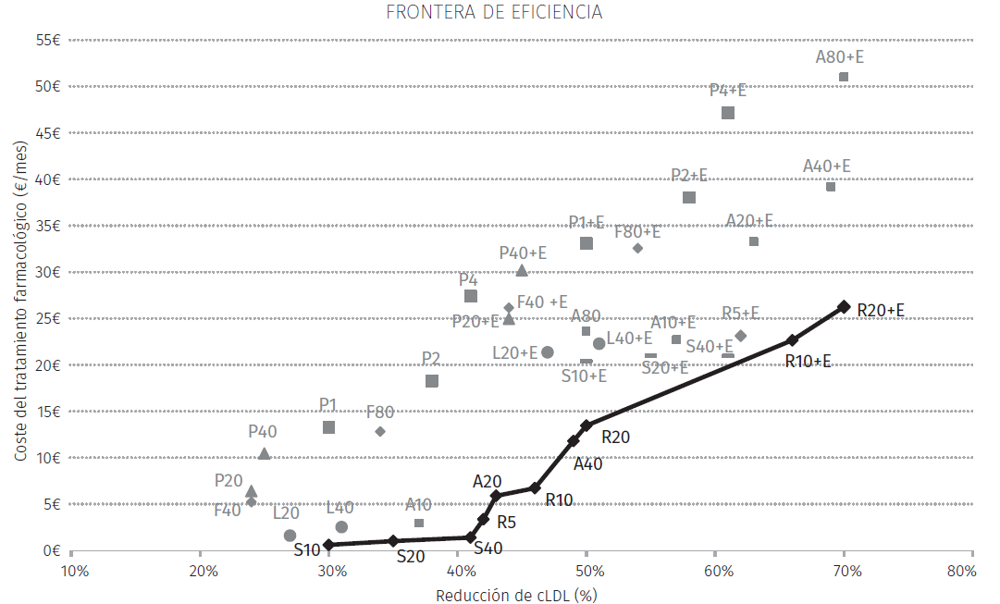 FRONTERA DE EFICIENCIA
Coste del tratamiento farmacológico (€/mes)
55€
50€
45€
40€
35€
30€
25€
20€
15€
10€
5€
0€
A80+E
P4+E
A40+E
P2+E
P1+E
F80+E
A20+E
P40+E
P4
F40 +E
P20+E
A80
L40+E
A10+E
R5+E
R20+E
L20+E
S40+E
S10+E
S20+E
R10+E
P2
P1
F80
R20
P40
A40
P20
A20
F40
L20
L40
A10
R10
R5
S10
S20
S40
10%
20%
30%
40%
50%
60%
70%
80%
Reducción de cLDL (%)